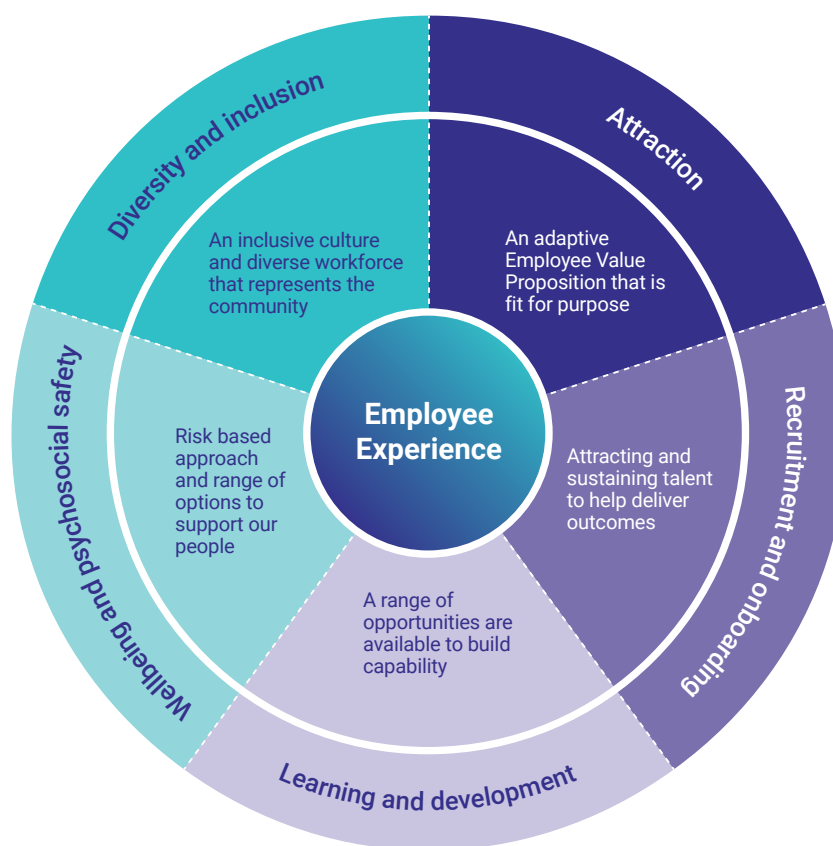 Employee
Experience
Attraction
An adaptive
Employee Value
Proposition that is
fit for purpose
Recruitment and onboarding
Attracting and
sustaining talent
to help deliver
outcomes
Learning and development
A range of
opportunities are
available to build
capability
Wellbeing and psychosocial safety
Risk based
approach
and range of
options to
support our
people
Diversity and inclusion
An inclusive culture
and diverse workforce
that represents the
community